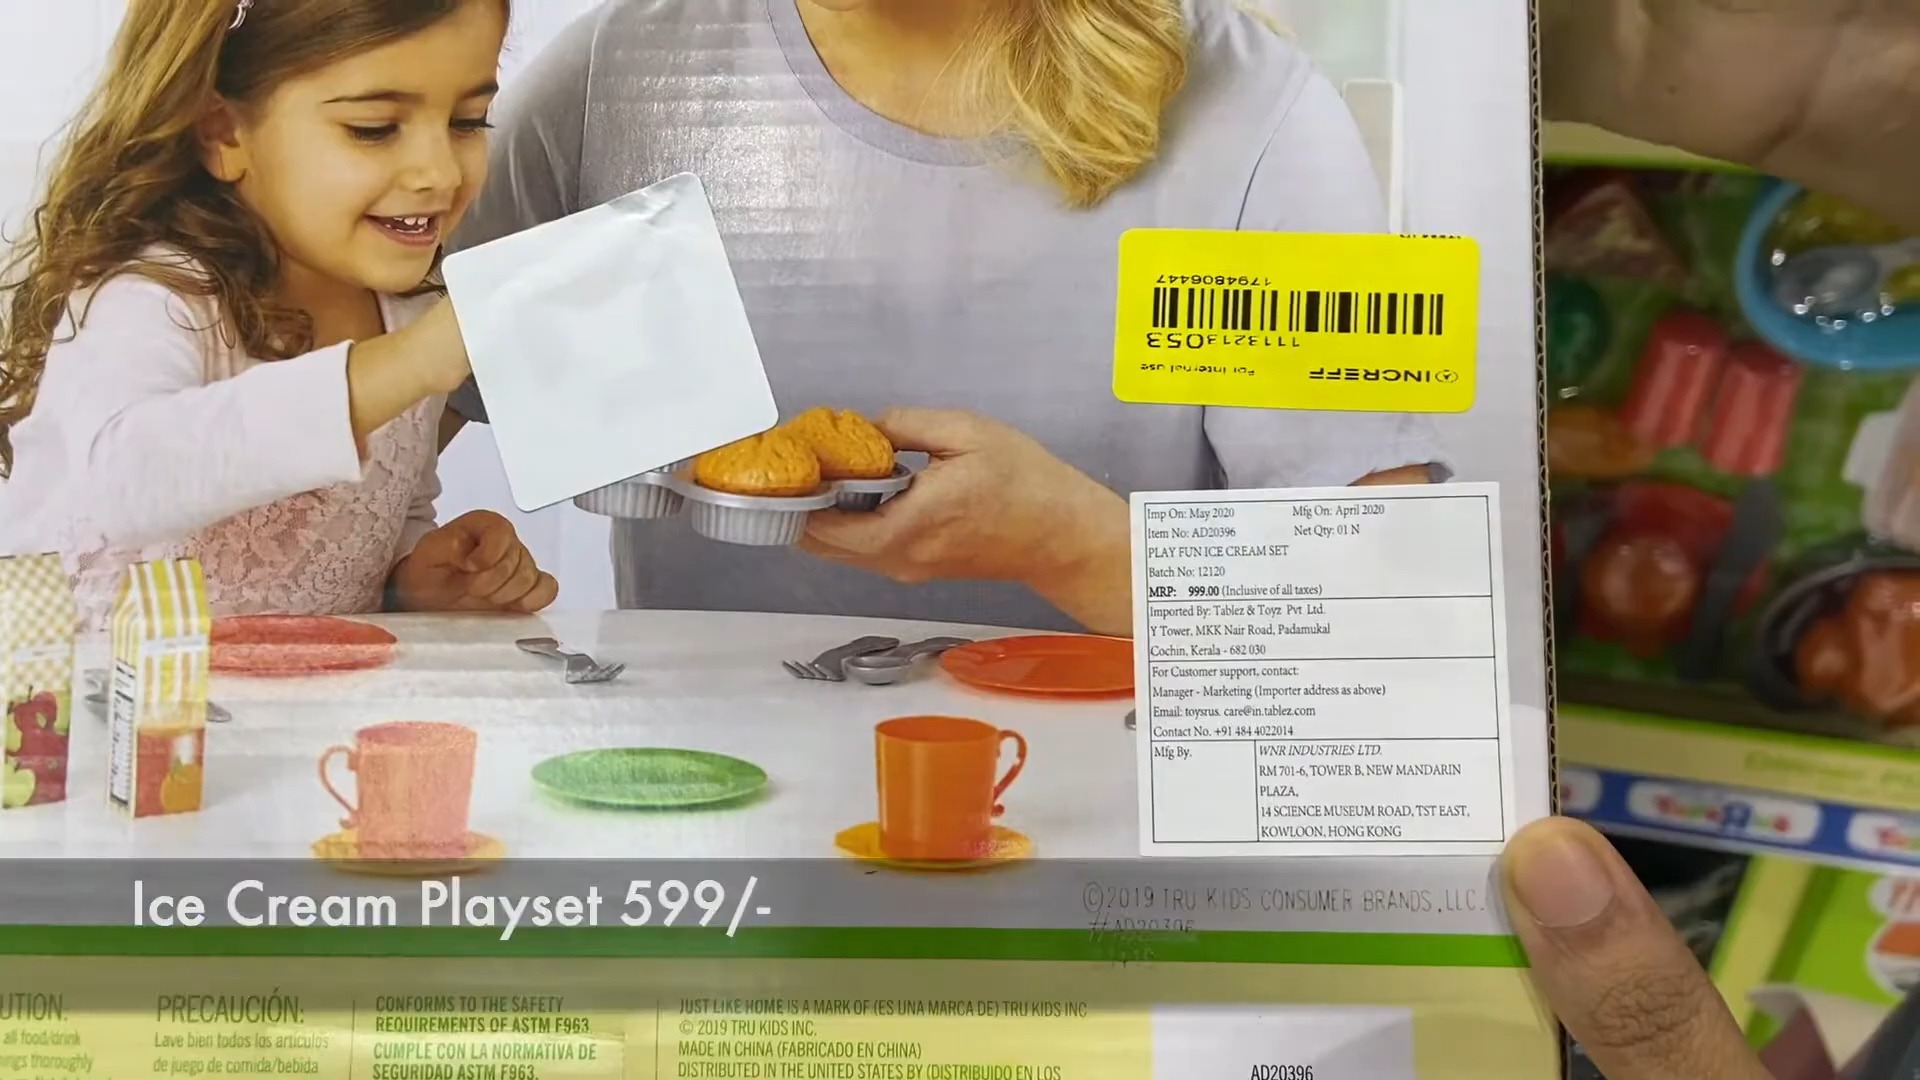 1794806447
1113213053
For internal use
INCREFF
Imp On: May 2020 Mfg On: April 2020
Item No: AD20396 Net Qty: 01 N
PLAY FUN ICE CREAM SET
Batch No: 12120
MRP: 999.00 (Inclusive of all taxes)
Imported By: Tablez & Toyz Pvt Ltd.
Y Tower, MKK Nair Road, Padamukal
Cochin, Kerala - 682 030
For Customer support, contact:
Manager - Marketing (Importer address as above)
Email: toysrus. care@in.tablez.com
Contact No. +91 484 4022014
Mfg By. WNR INDUSTRIES LTD.
RM 701-6, TOWER B, NEW MANDARIN
PLAZA,
14 SCIENCE MUSEUM ROAD, TST EAST,
KOWLOON, HONG KONG
Ice Cream Playset 599/-
©2019 TRU KIDS CONSUMER BRANDS, LLC.
#AD20396
UTION:
all food/drink
ings thoroughly
PRECAUCIÓN:
Lave bien todos los artículos
de juego de comida/bebida
CONFORMS TO THE SAFETY
REQUIREMENTS OF ASTM F963.
CUMPLE CON LA NORMATIVA DE
SEGURIDAD ASTM F963.
JUST LIKE HOME IS A MARK OF (ES UNA MARCA DE) TRU KIDS INC
© 2019 TRU KIDS INC.
MADE IN CHINA (FABRICADO EN CHINA)
DISTRIBUTED IN THE UNITED STATES BY (DISTRIBUIDO EN LOS
AD20396